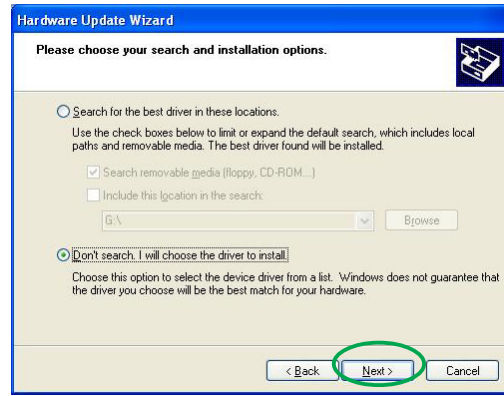 Hardware Update Wizard
Please choose your search and installation options.
Search for the best driver in these locations.
Use the check boxes below to limit or expand the default search, which includes local
paths and removable media. The best driver found will be installed.
Search removable media (floppy, CD-ROM...)
Include this location in the search:
G:\
Browse
Don't search. I will choose the driver to install.
Choose this option to select the device driver from a list. Windows does not guarantee that
the driver you choose will be the best match for your hardware.
< Back Next > Cancel